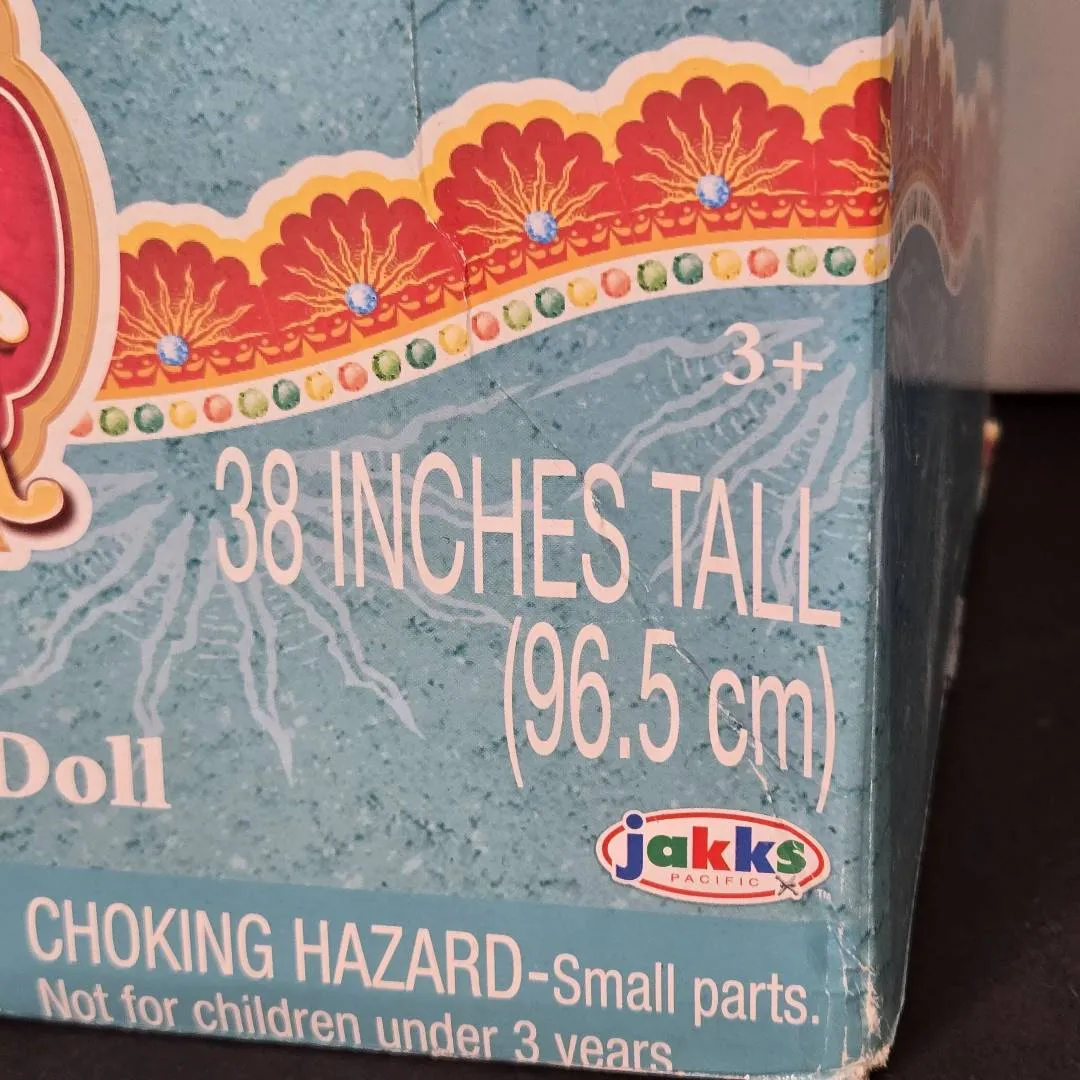 3+
38 INCHES TALL
(96.5 cm)
Doll
jakks
PACIFIC
TM
CHOKING HAZARD-Small parts.
Not for children under 3 years.